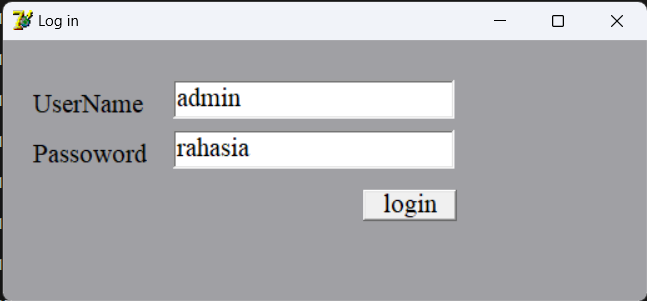 Log in
UserName admin
Passoword rahasia
login